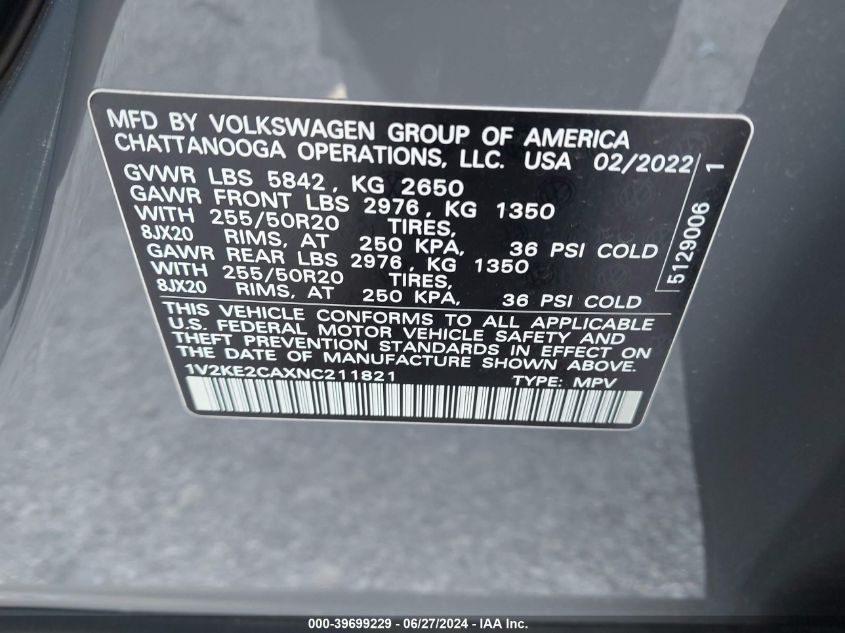 MFD BY VOLKSWAGEN GROUP OF AMERICA
CHATTANOOGA OPERATIONS, LLC. USA 02/2022
GVWR LBS 5842, KG 2650
GAWR FRONT LBS 2976, KG 1350
WITH 255/50R20 TIRES,
8JX20 RIMS, AT 250 KPA, 36 PSI COLD
GAWR REAR LBS 2976, KG 1350
WITH 255/50R20 TIRES,
8JX20 RIMS, AT 250 KPA, 36 PSI COLD
THIS VEHICLE CONFORMS TO ALL APPLICABLE
U.S. FEDERAL MOTOR VEHICLE SAFETY AND
THEFT PREVENTION STANDARDS IN EFFECT ON
THE DATE OF MANUFACTURE SHOWN ABOVE.
1V2KE2CAXNC211821 TYPE: MPV
5129006 1
000-39699229 - 06/27/2024 - IAA Inc.